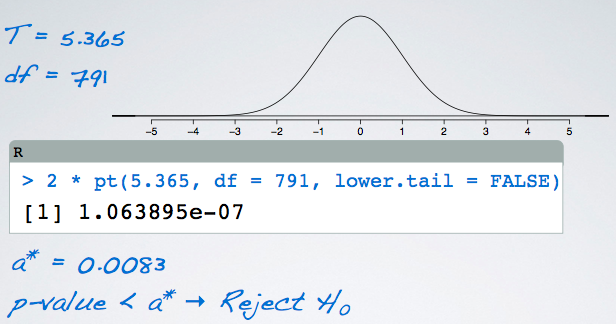 T = 5.365
df = 791
-5 -4 -3 -2 -1 0 1 2 3 4 5
R
> 2 * pt(5.365, df = 791, lower.tail = FALSE)
[1] 1.063895e-07
a* = 0.0083
p-value < a* → Reject H₀